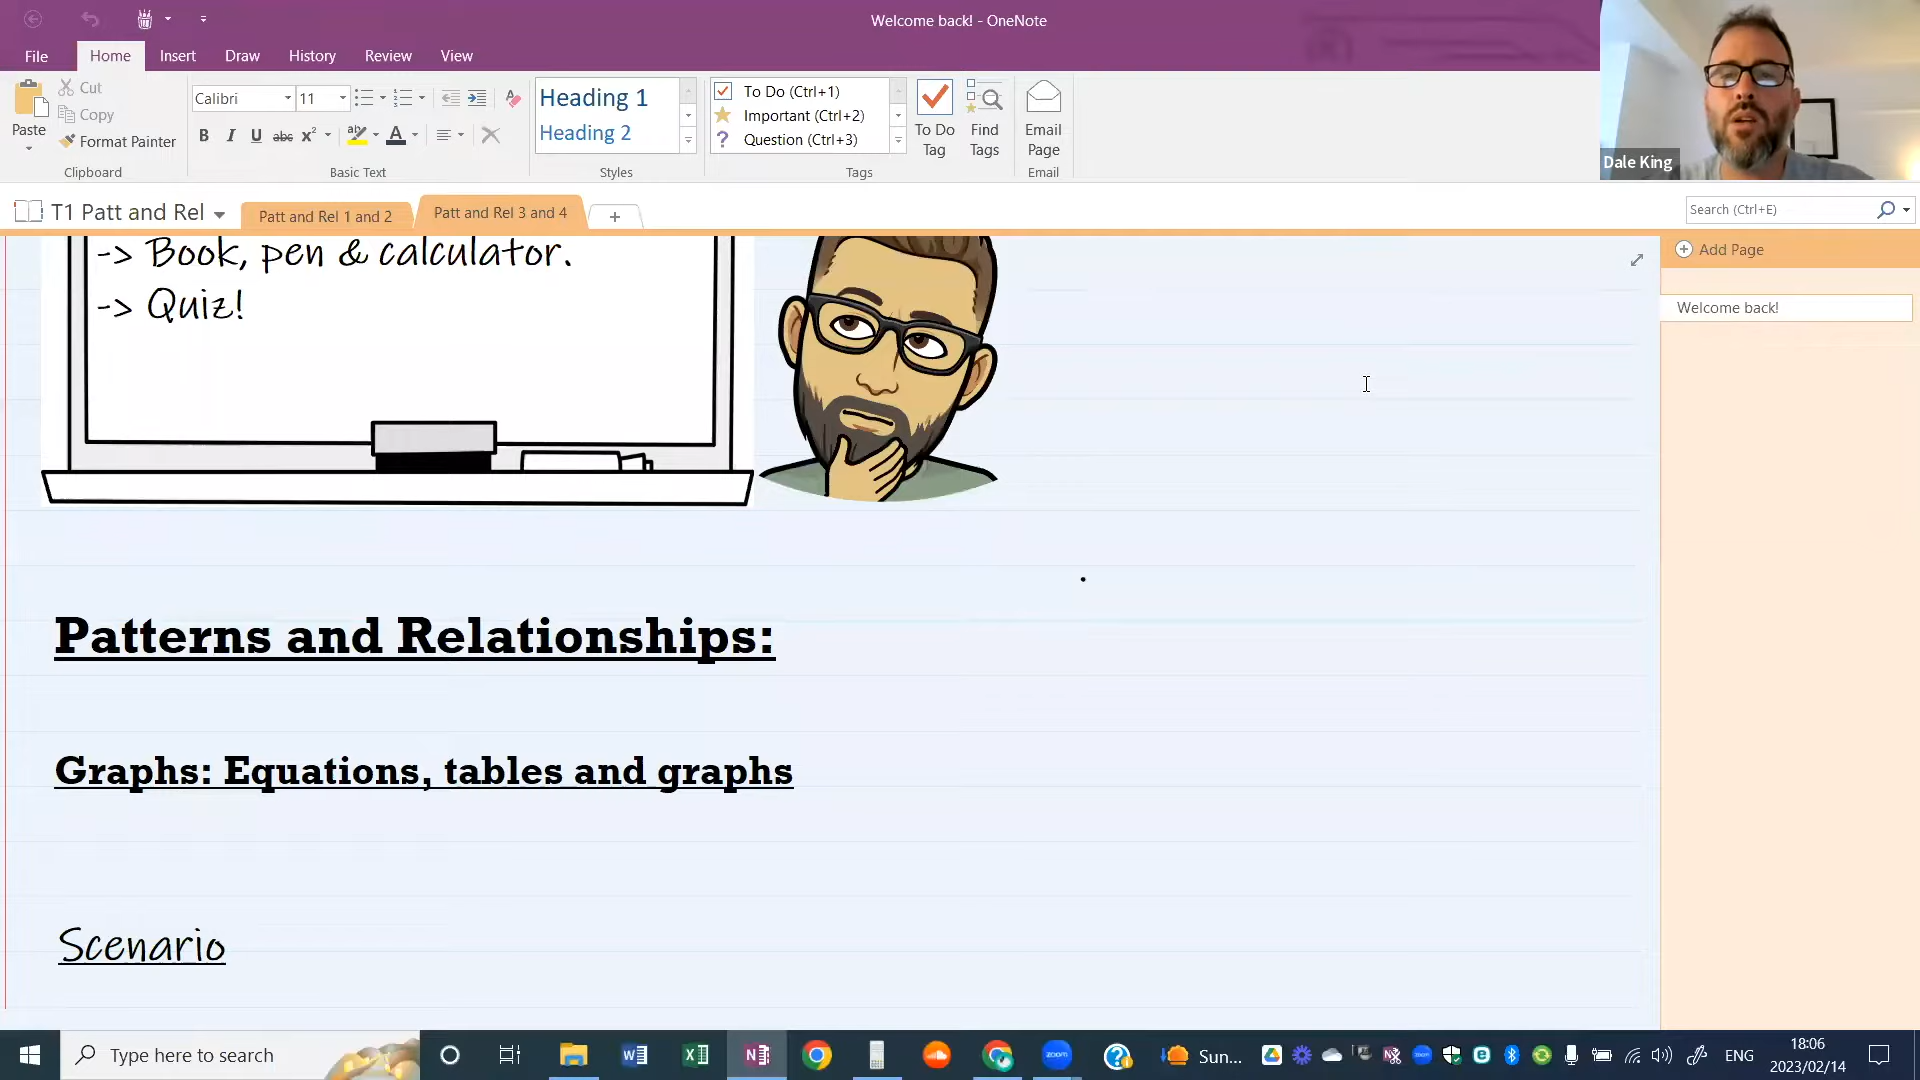 Welcome back! - OneNote
File Home Insert Draw History Review View
Paste
Cut
Copy
Format Painter
Clipboard
Calibri 11
B I U abc x²
A
Basic Text
Heading 1
Heading 2
Styles
To Do (Ctrl+1)
Important (Ctrl+2)
Question (Ctrl+3)
To Do
Tag
Find
Tags
Tags
Email
Page
Email
Dale King
T1 Patt and Rel
Patt and Rel 1 and 2
Patt and Rel 3 and 4
Search (Ctrl+E)
Add Page
Welcome back!
-> Book, pen & calculator.
-> Quiz!
Patterns and Relationships:
Graphs: Equations, tables and graphs
Scenario
Type here to search
zoom
Sun...
ENG
18:06
2023/02/14